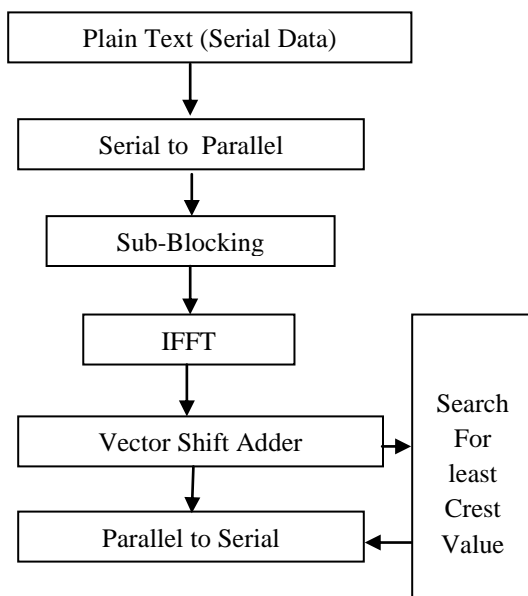 Plain Text (Serial Data)
Serial to Parallel
Sub-Blocking
IFFT
Vector Shift Adder
Parallel to Serial
Search
For
least
Crest
Value